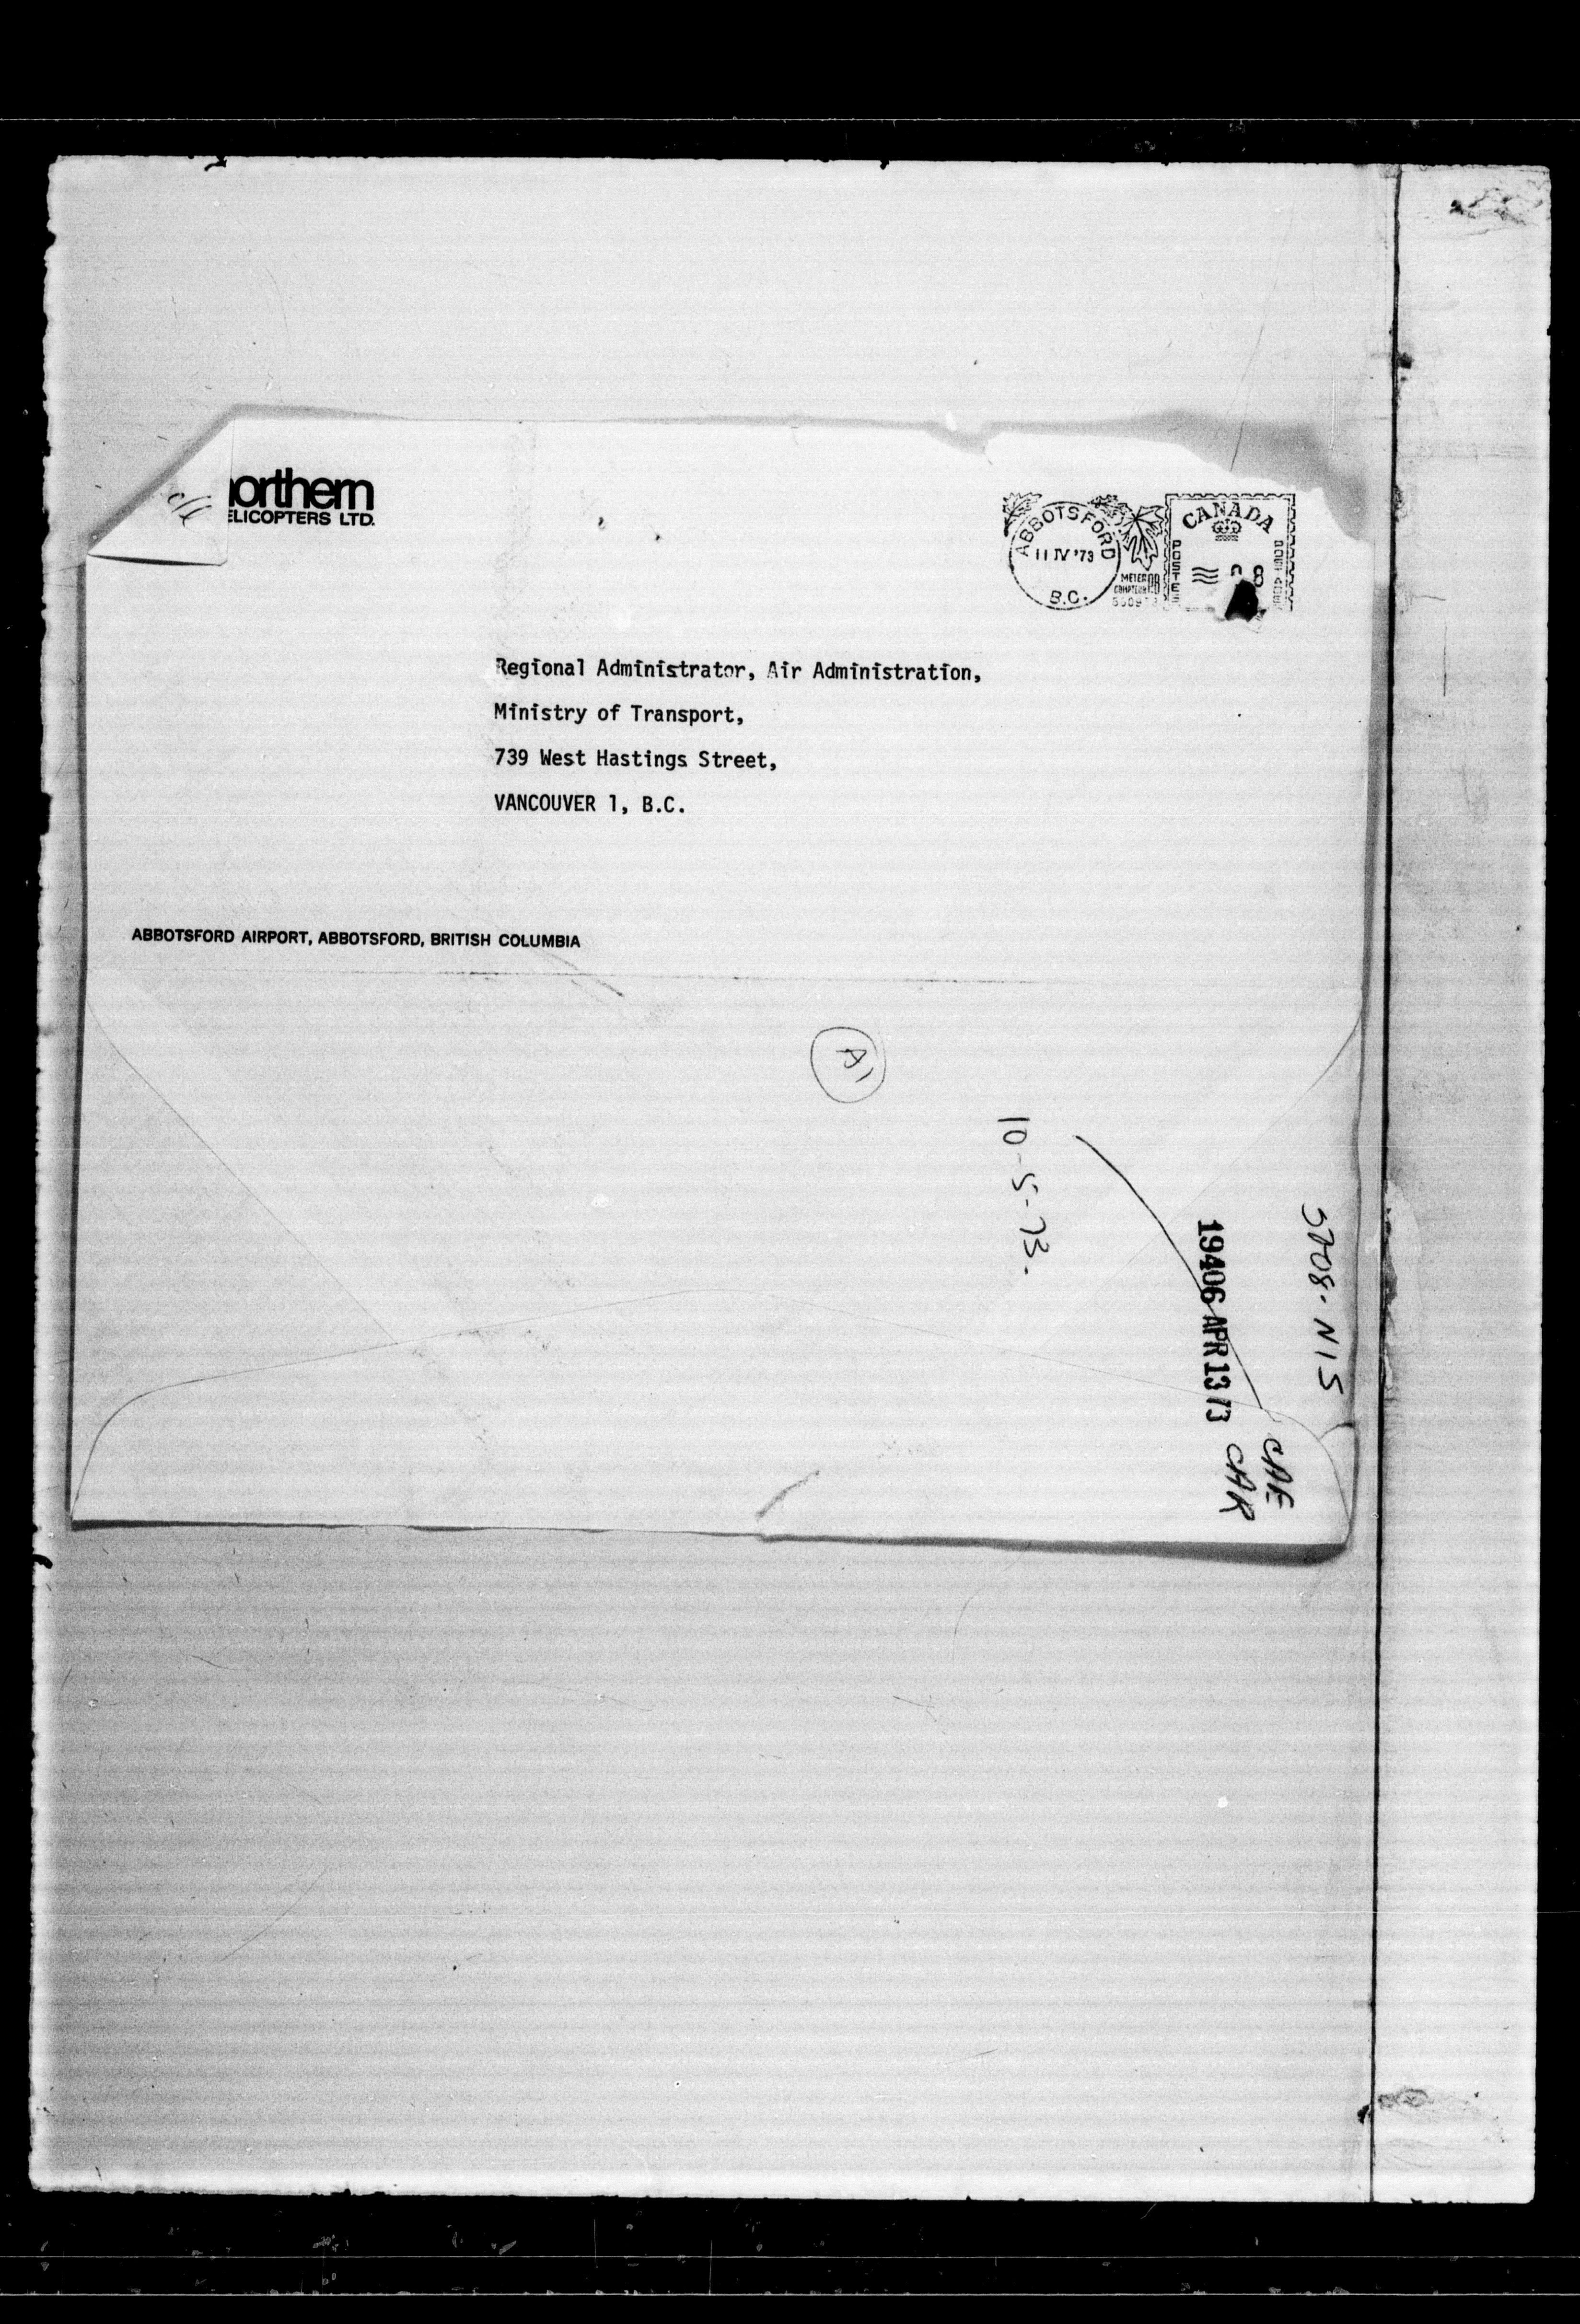 orthern
ELICOPTERS LTD.
ABBOTSFORD
11 IV '73
B.C.
CANADA
POSTES
METER
8
Regional Administrator, Air Administration,
Ministry of Transport,
739 West Hastings Street,
VANCOUVER 1, B.C.
ABBOTSFORD AIRPORT, ABBOTSFORD, BRITISH COLUMBIA
A1
10-5-73.
19406 APR 13 73
5708-N15
CAE
CAR